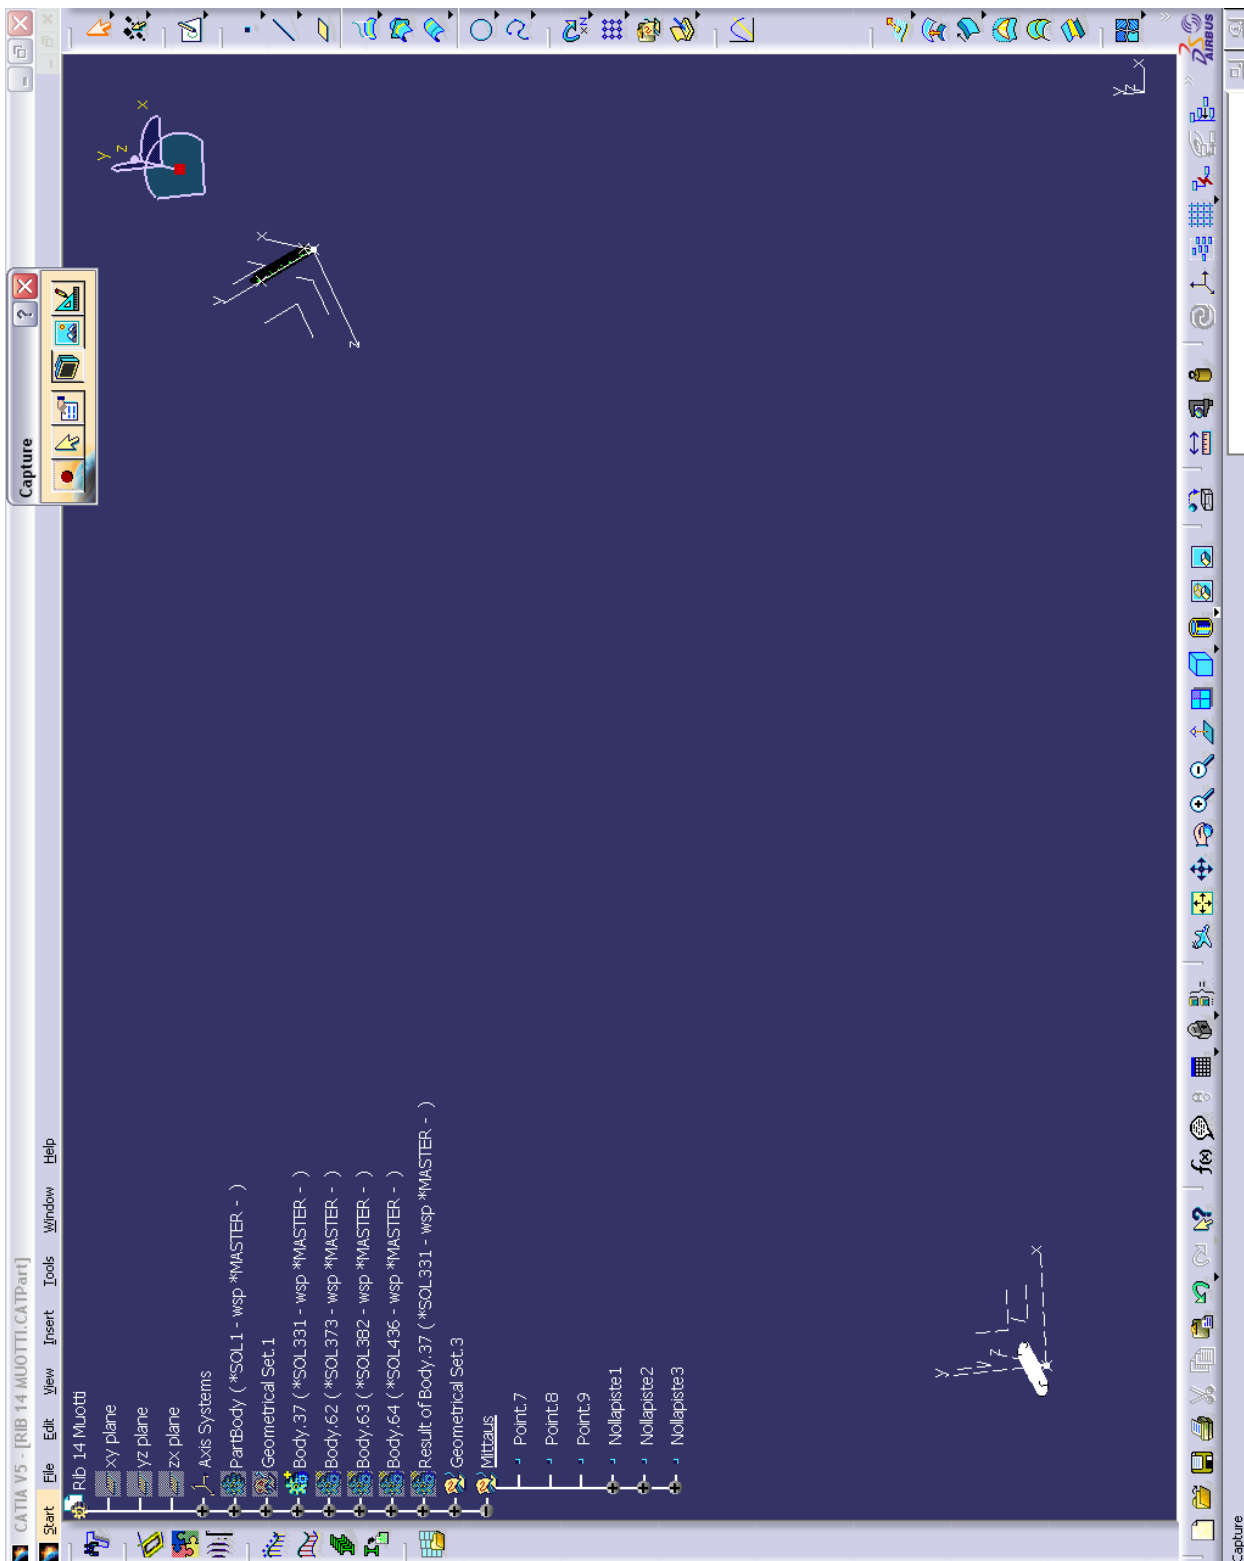 CATIA V5 - [RIB 14 MUOTTI.CATPart]
Start File Edit View Insert Tools Window Help
Capture
Rib 14 Muotti
xy plane
yz plane
zx plane
Axis Systems
PartBody ( *SOL1 - wsp *MASTER - )
Geometrical Set.1
Body.37 ( *SOL331 - wsp *MASTER - )
Body.62 ( *SOL373 - wsp *MASTER - )
Body.63 ( *SOL382 - wsp *MASTER - )
Body.64 ( *SOL436 - wsp *MASTER - )
Result of Body.37 ( *SOL331 - wsp *MASTER - )
Geometrical Set.3
Mittaus
Point.7
Point.8
Point.9
Nollapiste1
Nollapiste2
Nollapiste3
y
z
x
y
x
z
y
z
x
y
z
x
f(x)
AIRBUS
Capture